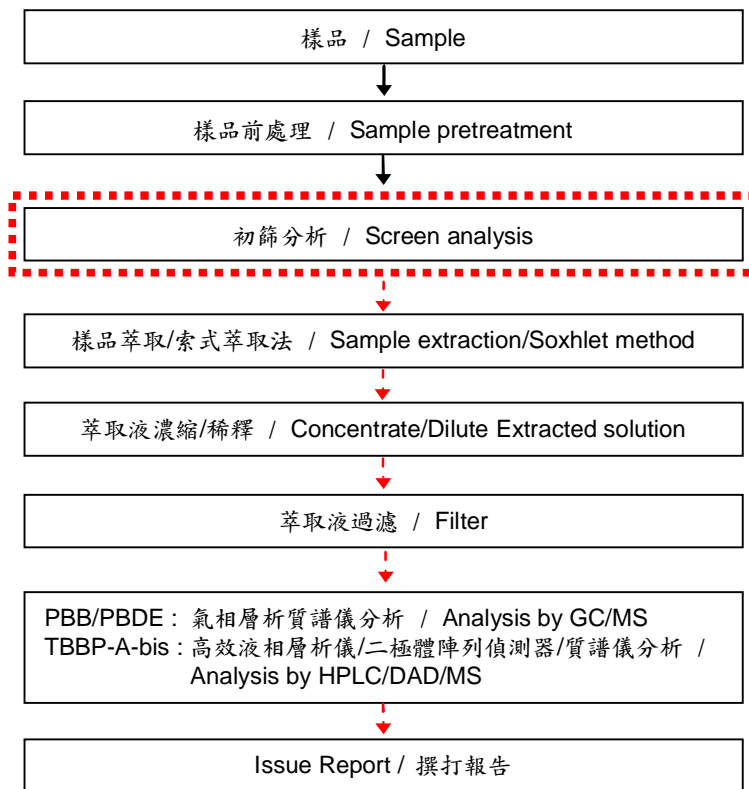 樣品 / Sample
樣品前處理 / Sample pretreatment
初篩分析 / Screen analysis
樣品萃取/索式萃取法 / Sample extraction/Soxhlet method
萃取液濃縮/稀釋 / Concentrate/Dilute Extracted solution
萃取液過濾 / Filter
PBB/PBDE : 氣相層析質譜儀分析 / Analysis by GC/MS
TBBP-A-bis : 高效液相層析儀/二極體陣列偵測器/質譜儀分析 /
Analysis by HPLC/DAD/MS
Issue Report / 撰打報告